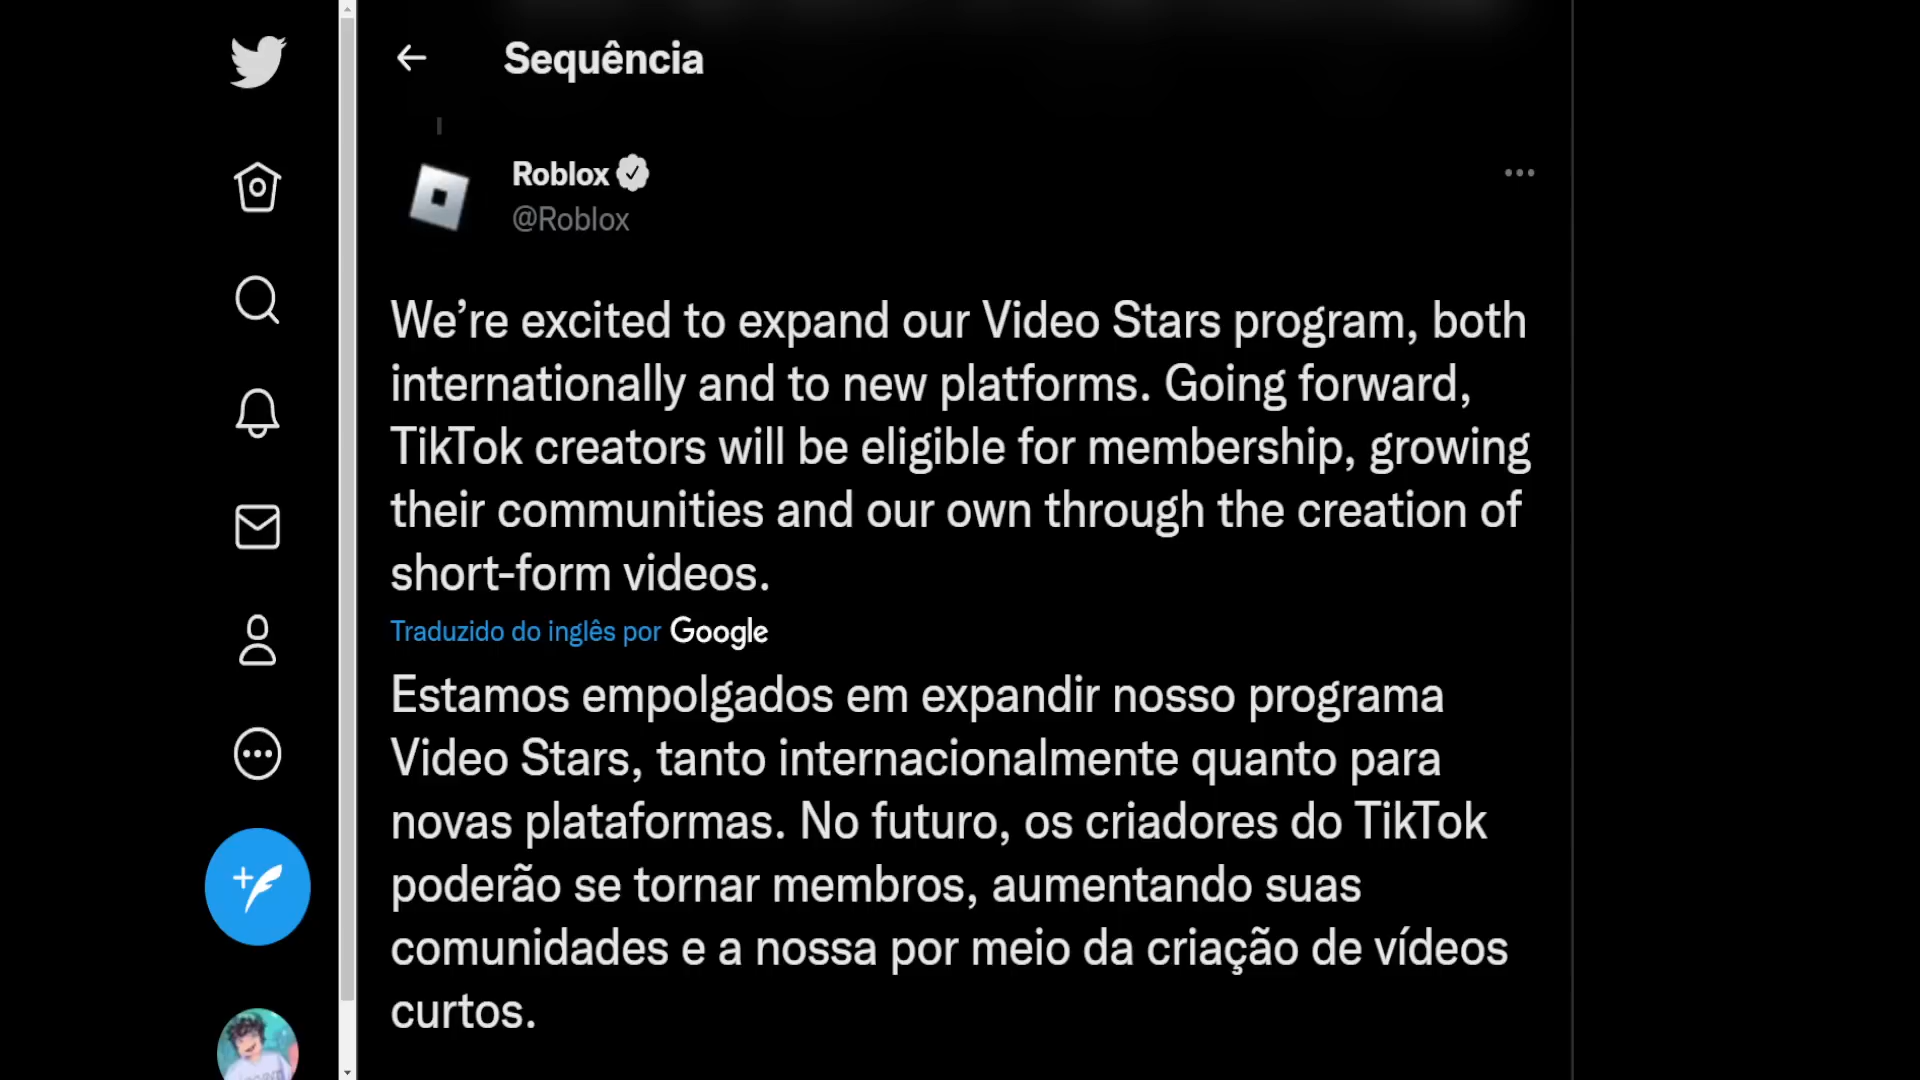 Sequência
Roblox
@Roblox
We’re excited to expand our Video Stars program, both
internationally and to new platforms. Going forward,
TikTok creators will be eligible for membership, growing
their communities and our own through the creation of
short-form videos.
Traduzido do inglês por Google
Estamos empolgados em expandir nosso programa
Video Stars, tanto internacionalmente quanto para
novas plataformas. No futuro, os criadores do TikTok
poderão se tornar membros, aumentando suas
comunidades e a nossa por meio da criação de vídeos
curtos.